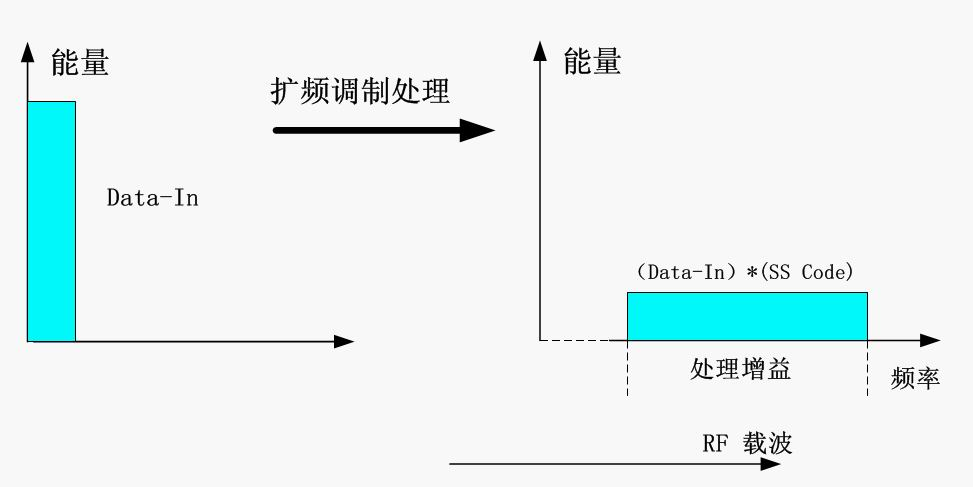 能量
扩频调制处理
能量
Data-In
（Data-In）*(SS Code)
处理增益
频率
RF 载波